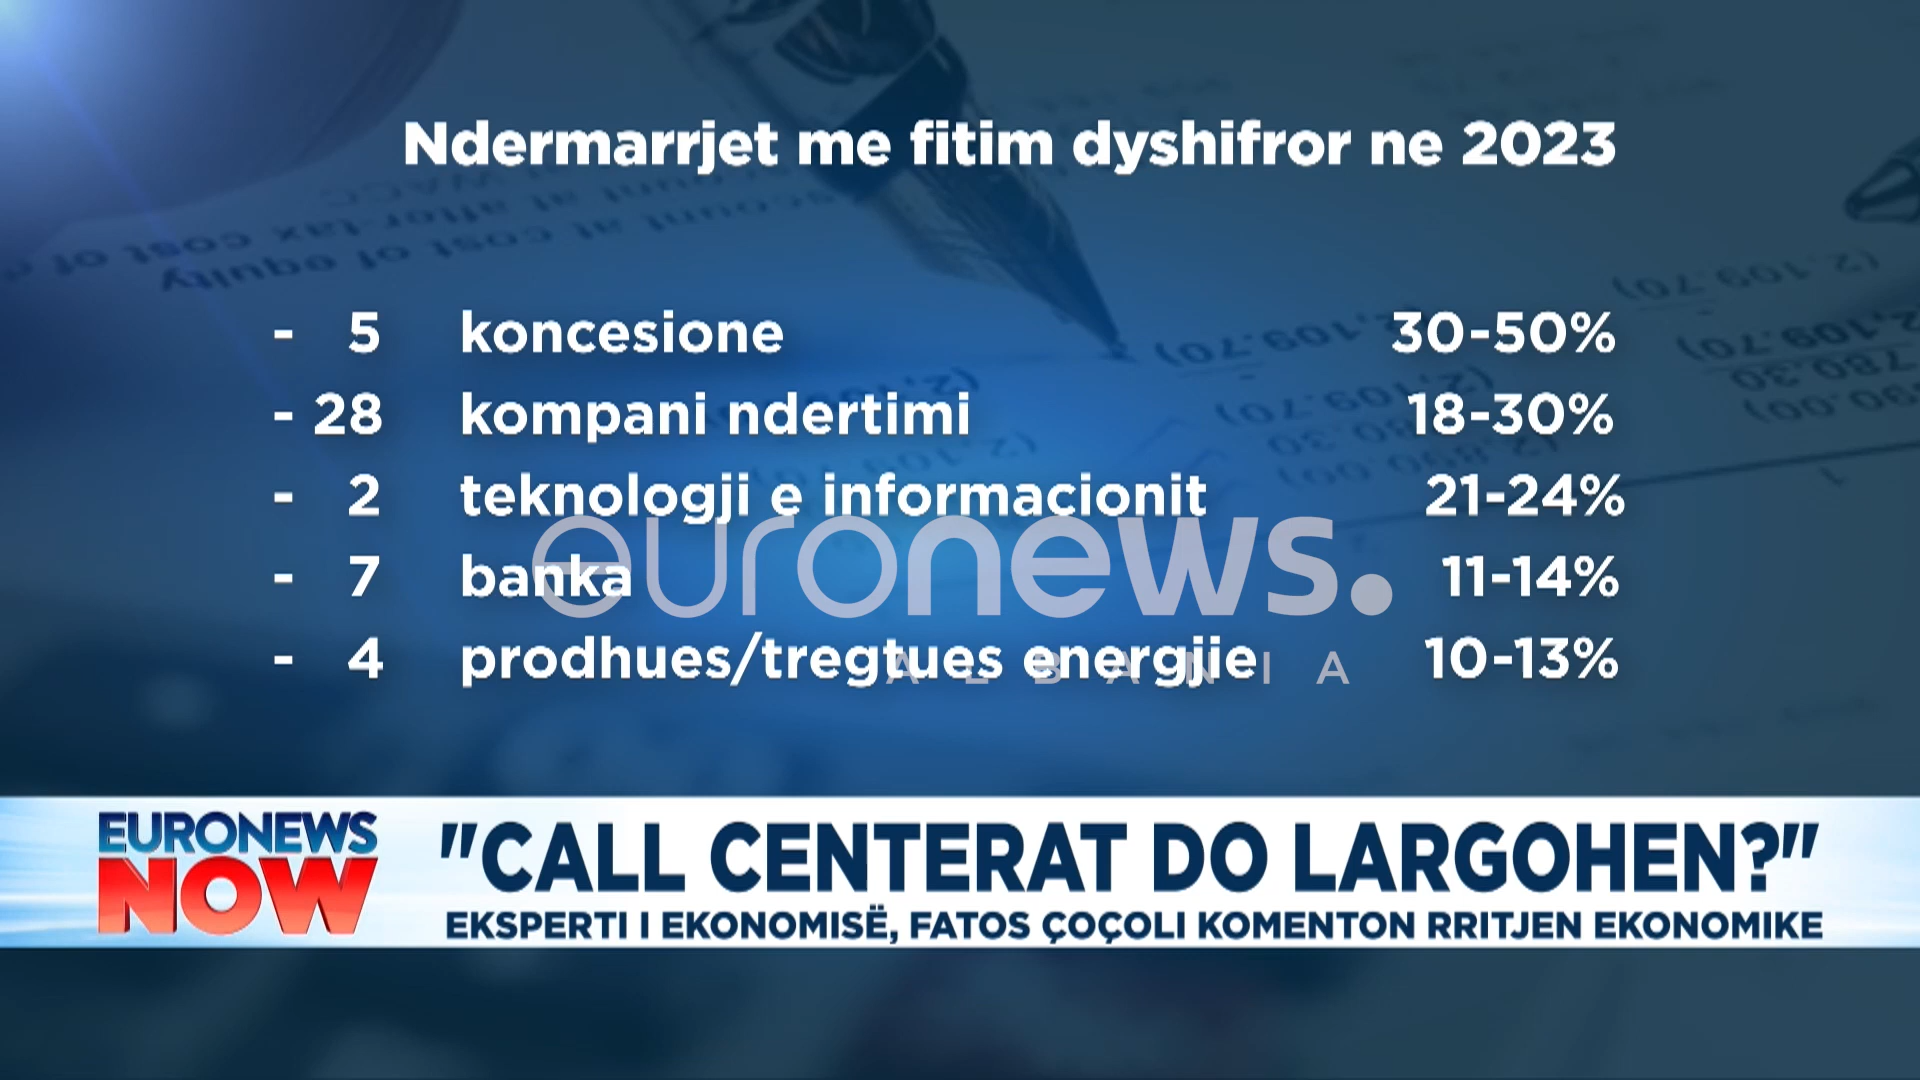 Ndermarrjet me fitim dyshifror ne 2023
- 5 koncesione 30-50%
- 28 kompani ndertimi 18-30%
- 2 teknologji e informacionit 21-24%
- 7 banka 11-14%
- 4 prodhues/tregtues energjie 10-13%
euronews.
ALBANIA
EURONEWS
NOW
"CALL CENTERAT DO LARGOHEN?"
EKSPERTI I EKONOMISË, FATOS ÇOÇOLI KOMENTON RRITJEN EKONOMIKE